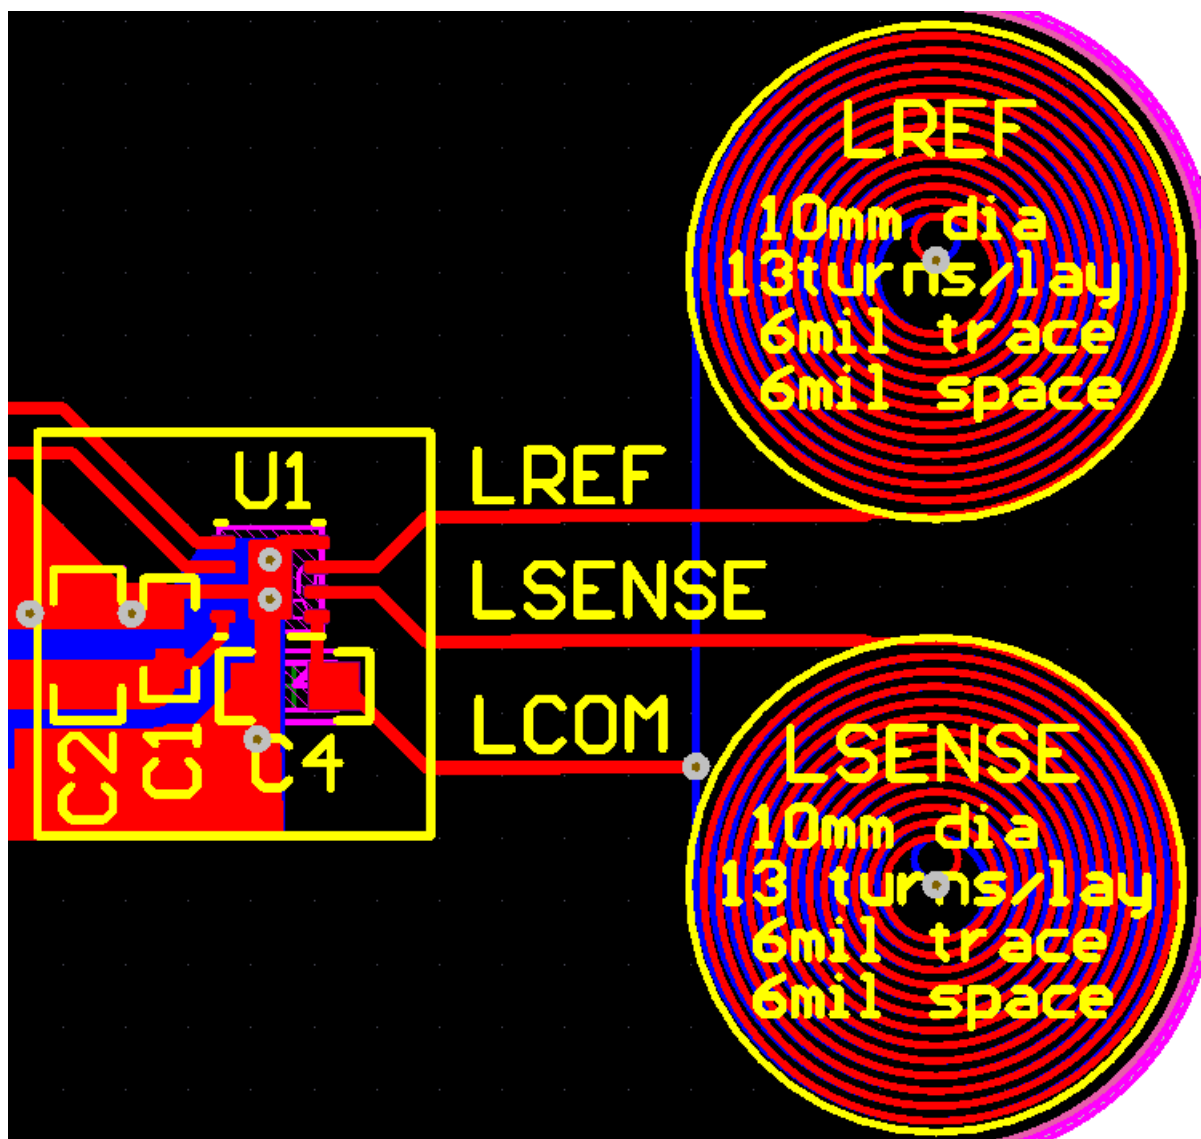 LREF
10mm dia
13turns/lay
6mil trace
6mil space
U1
LREF
LSENSE
LCOM
C2
C1
C4
LSENSE
10mm dia
13 turns/lay
6mil trace
6mil space